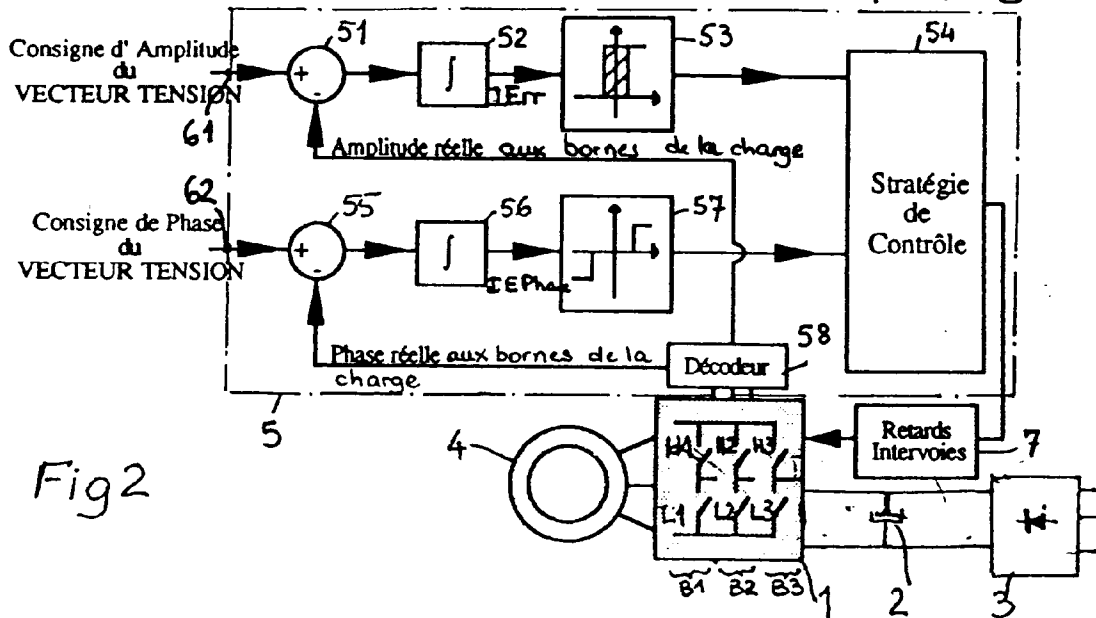 Consigne d' Amplitude
du
VECTEUR TENSION
61
51
+
-
52
∫
IErr
53
54
Stratégie
de
Contrôle
Amplitude réelle aux bornes de la charge
62
Consigne de Phase
du
VECTEUR TENSION
55
+
-
56
∫
IEPhase
57
Phase réelle aux bornes de la
charge
Décodeur
58
5
Retards
Intervoies
7
4
H1 H2 H3
L1 L2 L3
B1 B2 B3
1
2
3
Fig2